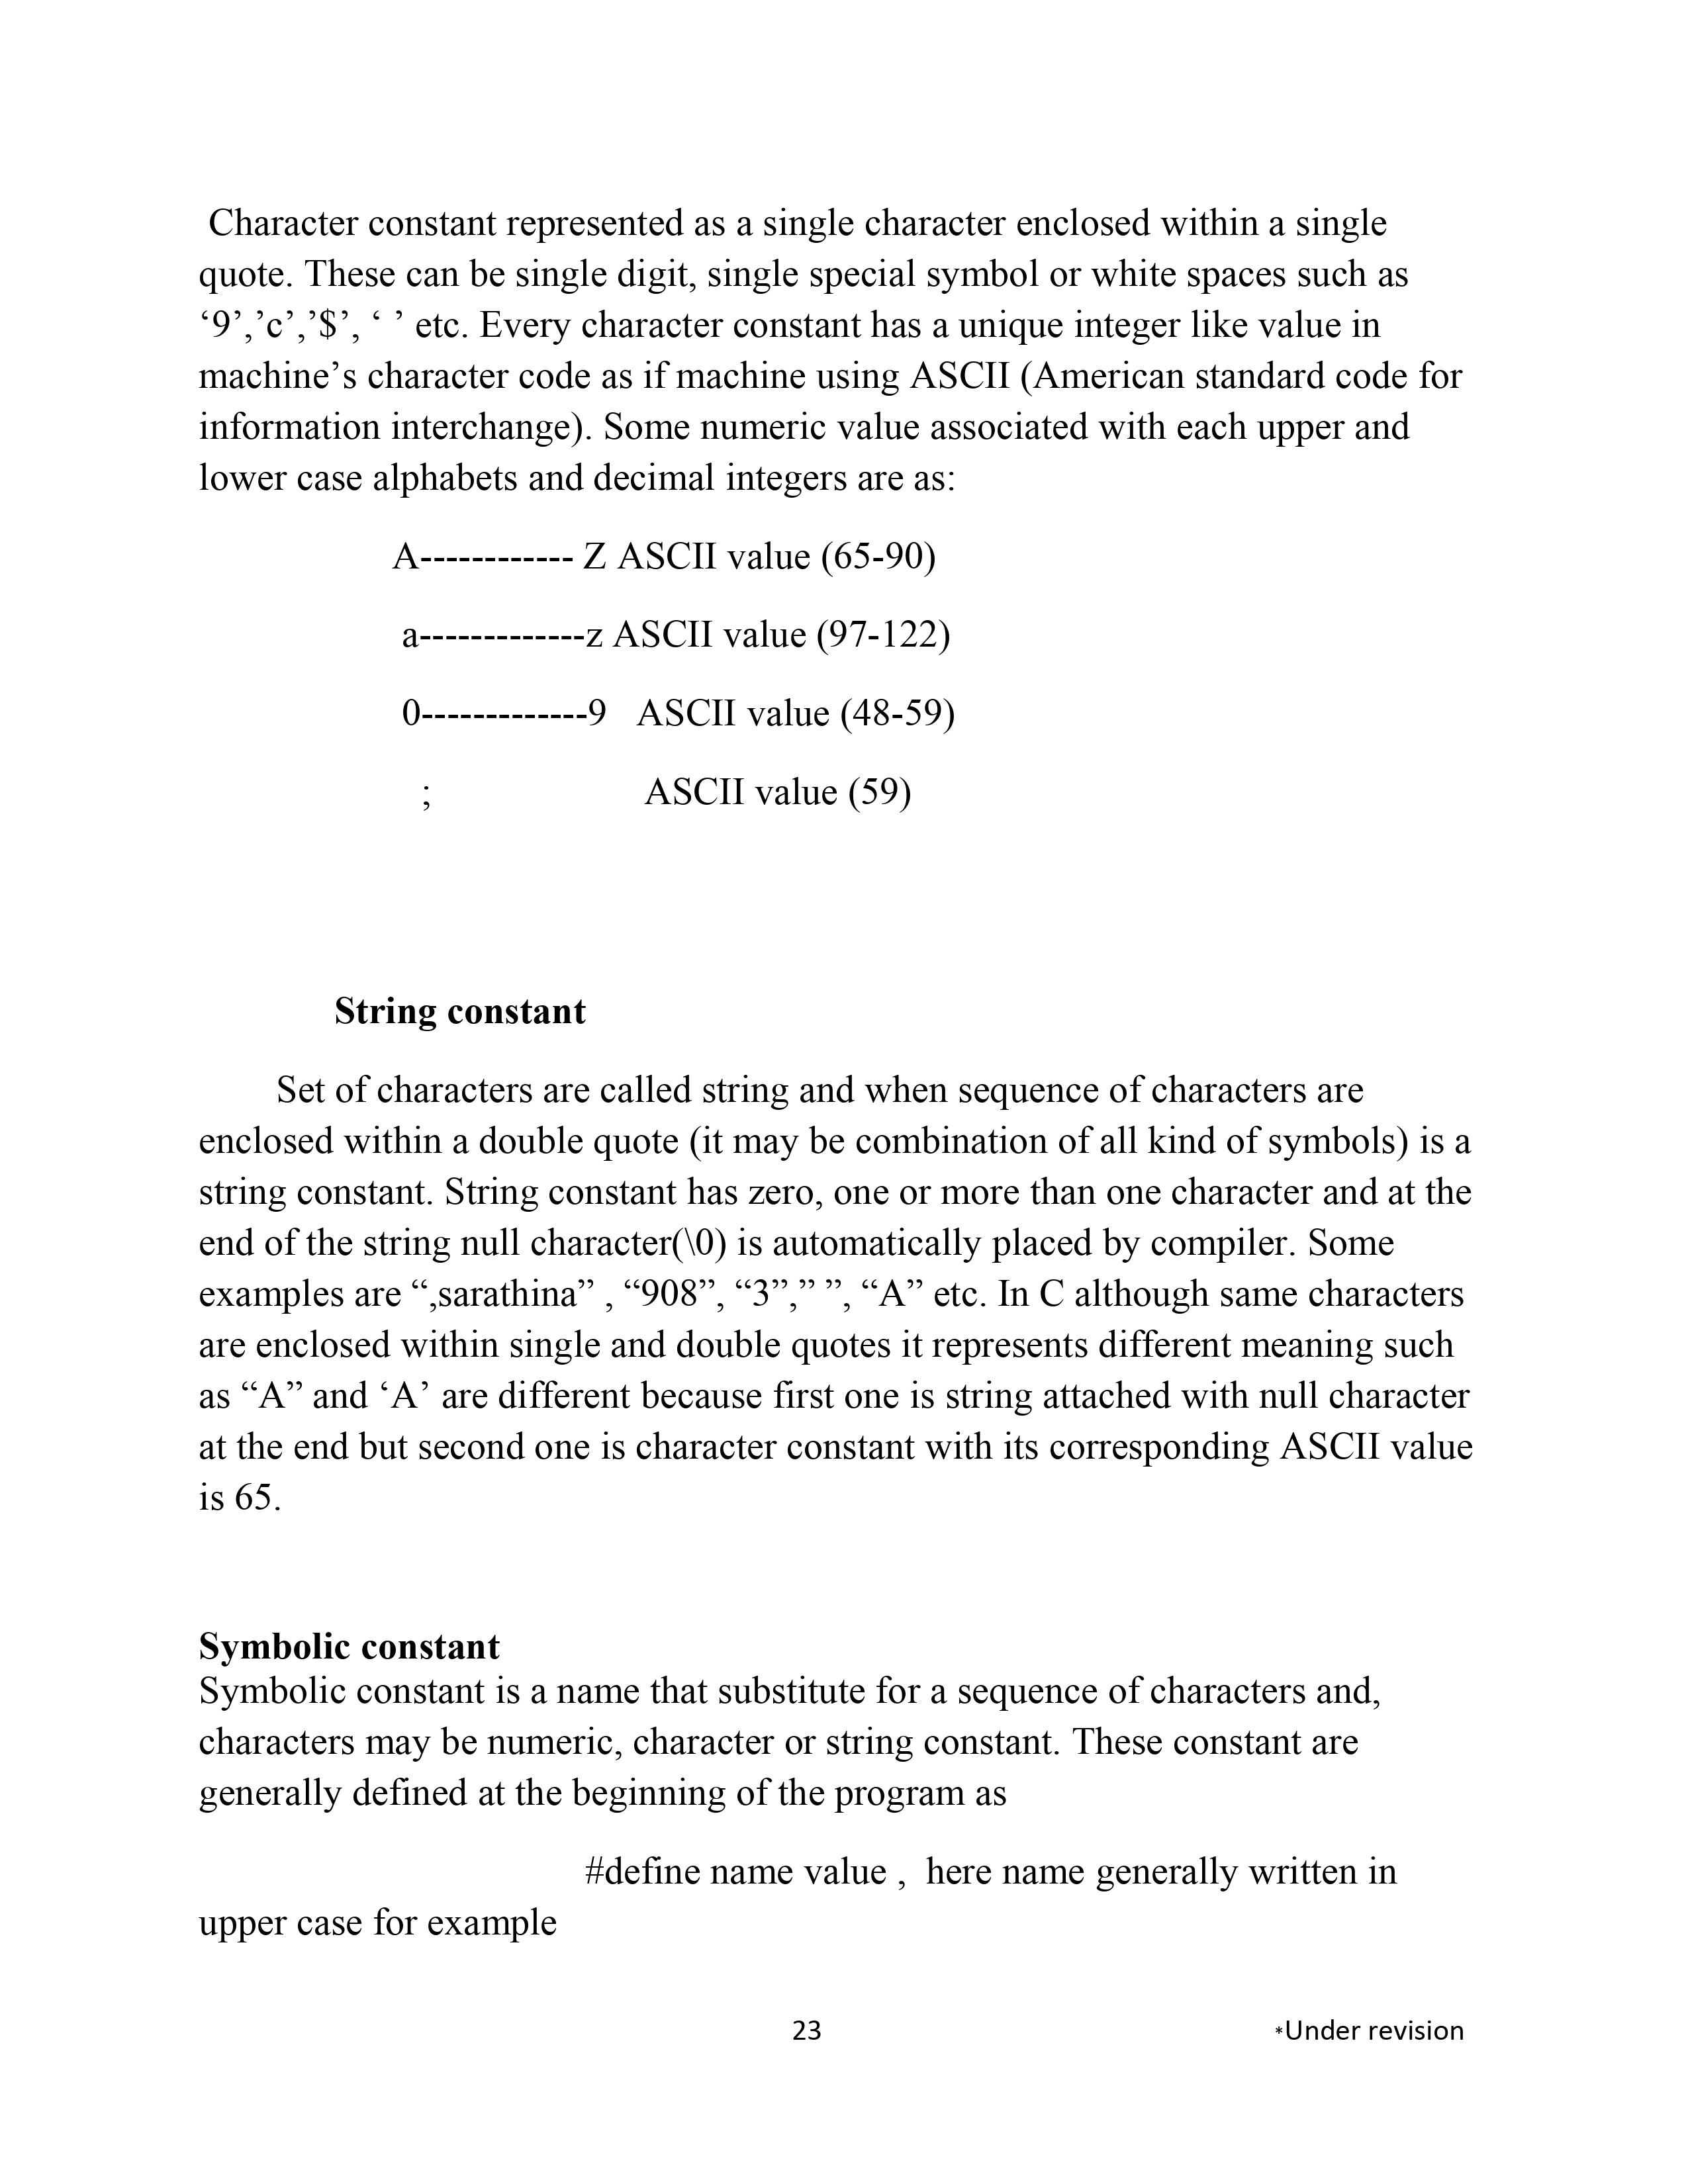 Character constant represented as a single character enclosed within a single
quote. These can be single digit, single special symbol or white spaces such as
‘9’,’c’,’$’, ‘ ’ etc. Every character constant has a unique integer like value in
machine’s character code as if machine using ASCII (American standard code for
information interchange). Some numeric value associated with each upper and
lower case alphabets and decimal integers are as:
A------------ Z ASCII value (65-90)
a-------------z ASCII value (97-122)
0-------------9 ASCII value (48-59)
; ASCII value (59)
String constant
Set of characters are called string and when sequence of characters are
enclosed within a double quote (it may be combination of all kind of symbols) is a
string constant. String constant has zero, one or more than one character and at the
end of the string null character(\0) is automatically placed by compiler. Some
examples are “,sarathina” , “908”, “3”,” ”, “A” etc. In C although same characters
are enclosed within single and double quotes it represents different meaning such
as “A” and ‘A’ are different because first one is string attached with null character
at the end but second one is character constant with its corresponding ASCII value
is 65.
Symbolic constant
Symbolic constant is a name that substitute for a sequence of characters and,
characters may be numeric, character or string constant. These constant are
generally defined at the beginning of the program as
#define name value , here name generally written in
upper case for example
23 *Under revision